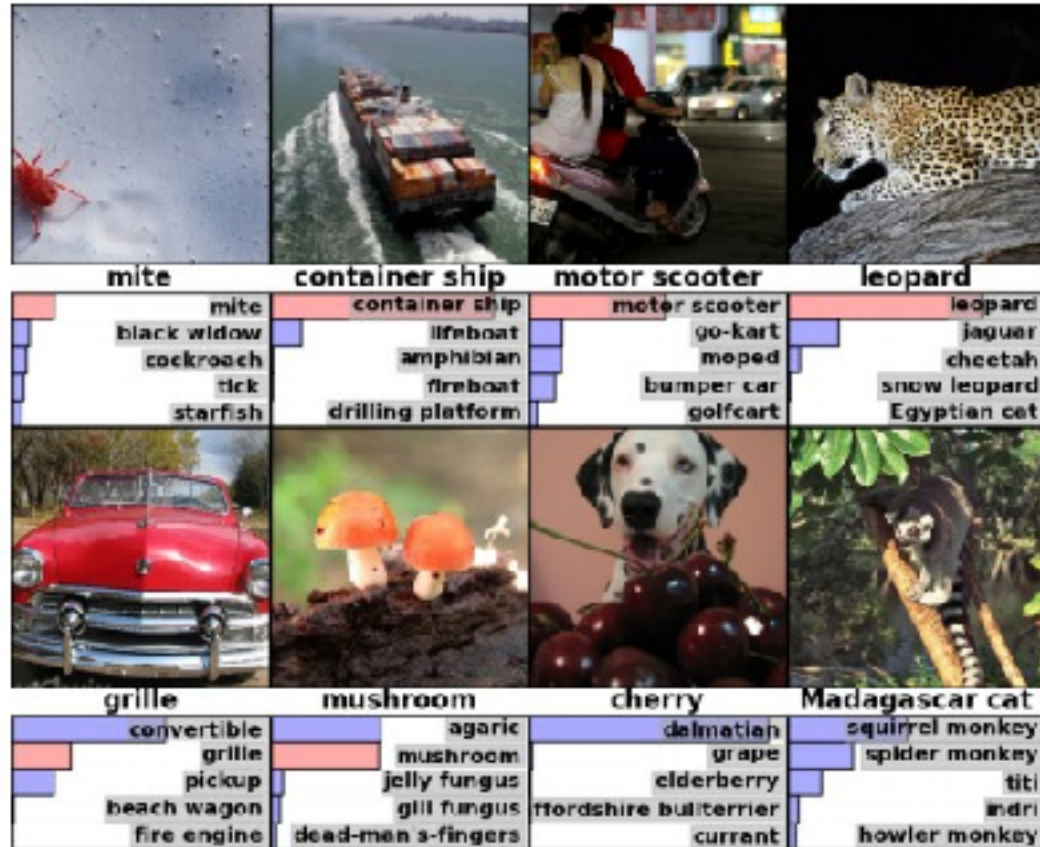 mite container ship motor scooter leopard
mite
black widow
cockroach
tick
starfish
container ship
lifeboat
amphibian
fireboat
drilling platform
motor scooter
go-kart
moped
bumper car
golfcart
leopard
jaguar
cheetah
snow leopard
Egyptian cat
grille mushroom cherry Madagascar cat
convertible
grille
pickup
beach wagon
fire engine
agaric
mushroom
jelly fungus
gill fungus
dead-man's-fingers
dalmatian
grape
elderberry
ffordshire bullterrier
currant
squirrel monkey
spider monkey
titi
indri
howler monkey